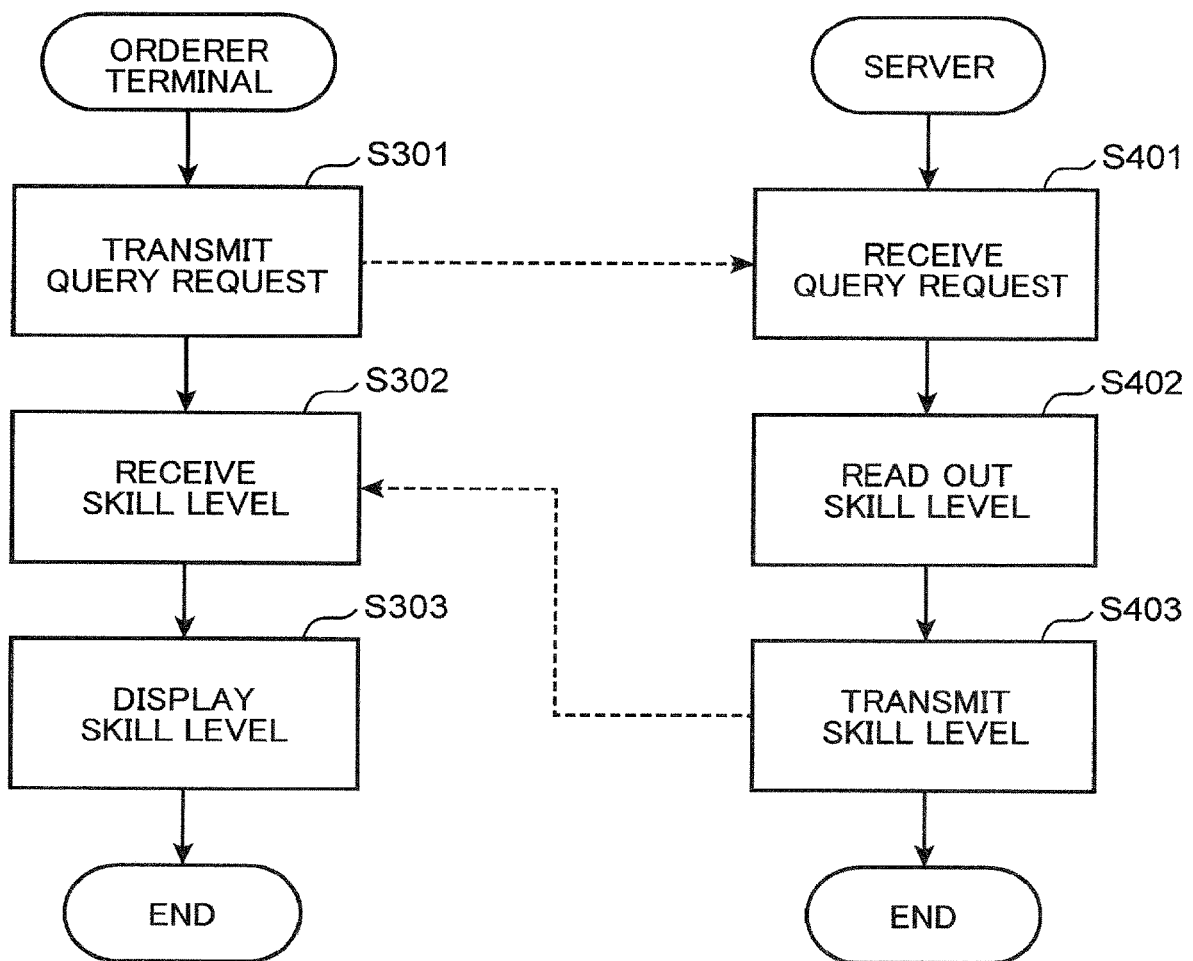 ORDERER
TERMINAL
S301
TRANSMIT
QUERY REQUEST
S302
RECEIVE
SKILL LEVEL
S303
DISPLAY
SKILL LEVEL
END
SERVER
S401
RECEIVE
QUERY REQUEST
S402
READ OUT
SKILL LEVEL
S403
TRANSMIT
SKILL LEVEL
END